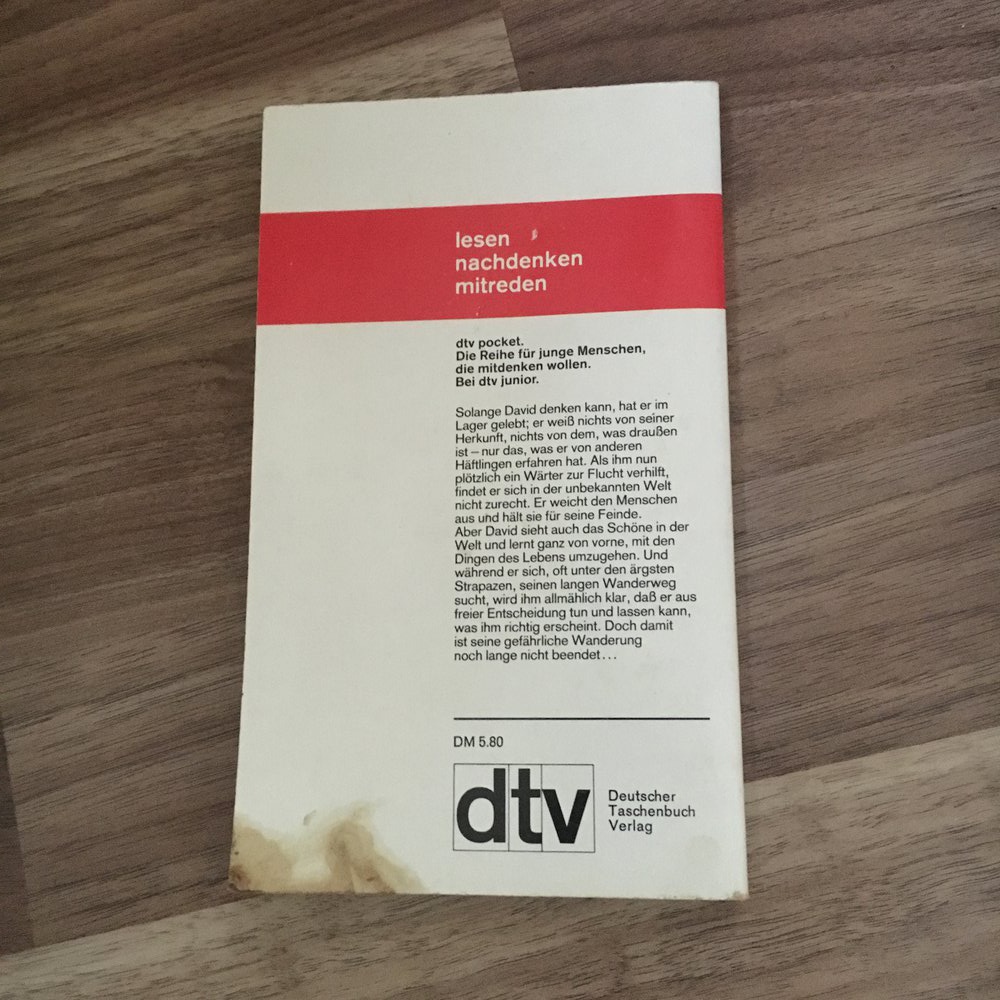 lesen
nachdenken
mitreden
dtv pocket.
Die Reihe für junge Menschen,
die mitdenken wollen.
Bei dtv junior.
Solange David denken kann, hat er im
Lager gelebt; er weiß nichts von seiner
Herkunft, nichts von dem, was draußen
ist – nur das, was er von anderen
Häftlingen erfahren hat. Als ihm nun
plötzlich ein Wärter zur Flucht verhilft,
findet er sich in der unbekannten Welt
nicht zurecht. Er weicht den Menschen
aus und hält sie für seine Feinde.
Aber David sieht auch das Schöne in der
Welt und lernt ganz von vorne, mit den
Dingen des Lebens umzugehen. Und
während er sich, oft unter den ärgsten
Strapazen, seinen langen Wanderweg
sucht, wird ihm allmählich klar, daß er aus
freier Entscheidung tun und lassen kann,
was ihm richtig erscheint. Doch damit
ist seine gefährliche Wanderung
noch lange nicht beendet...
DM 5.80
dtv
Deutscher
Taschenbuch
Verlag